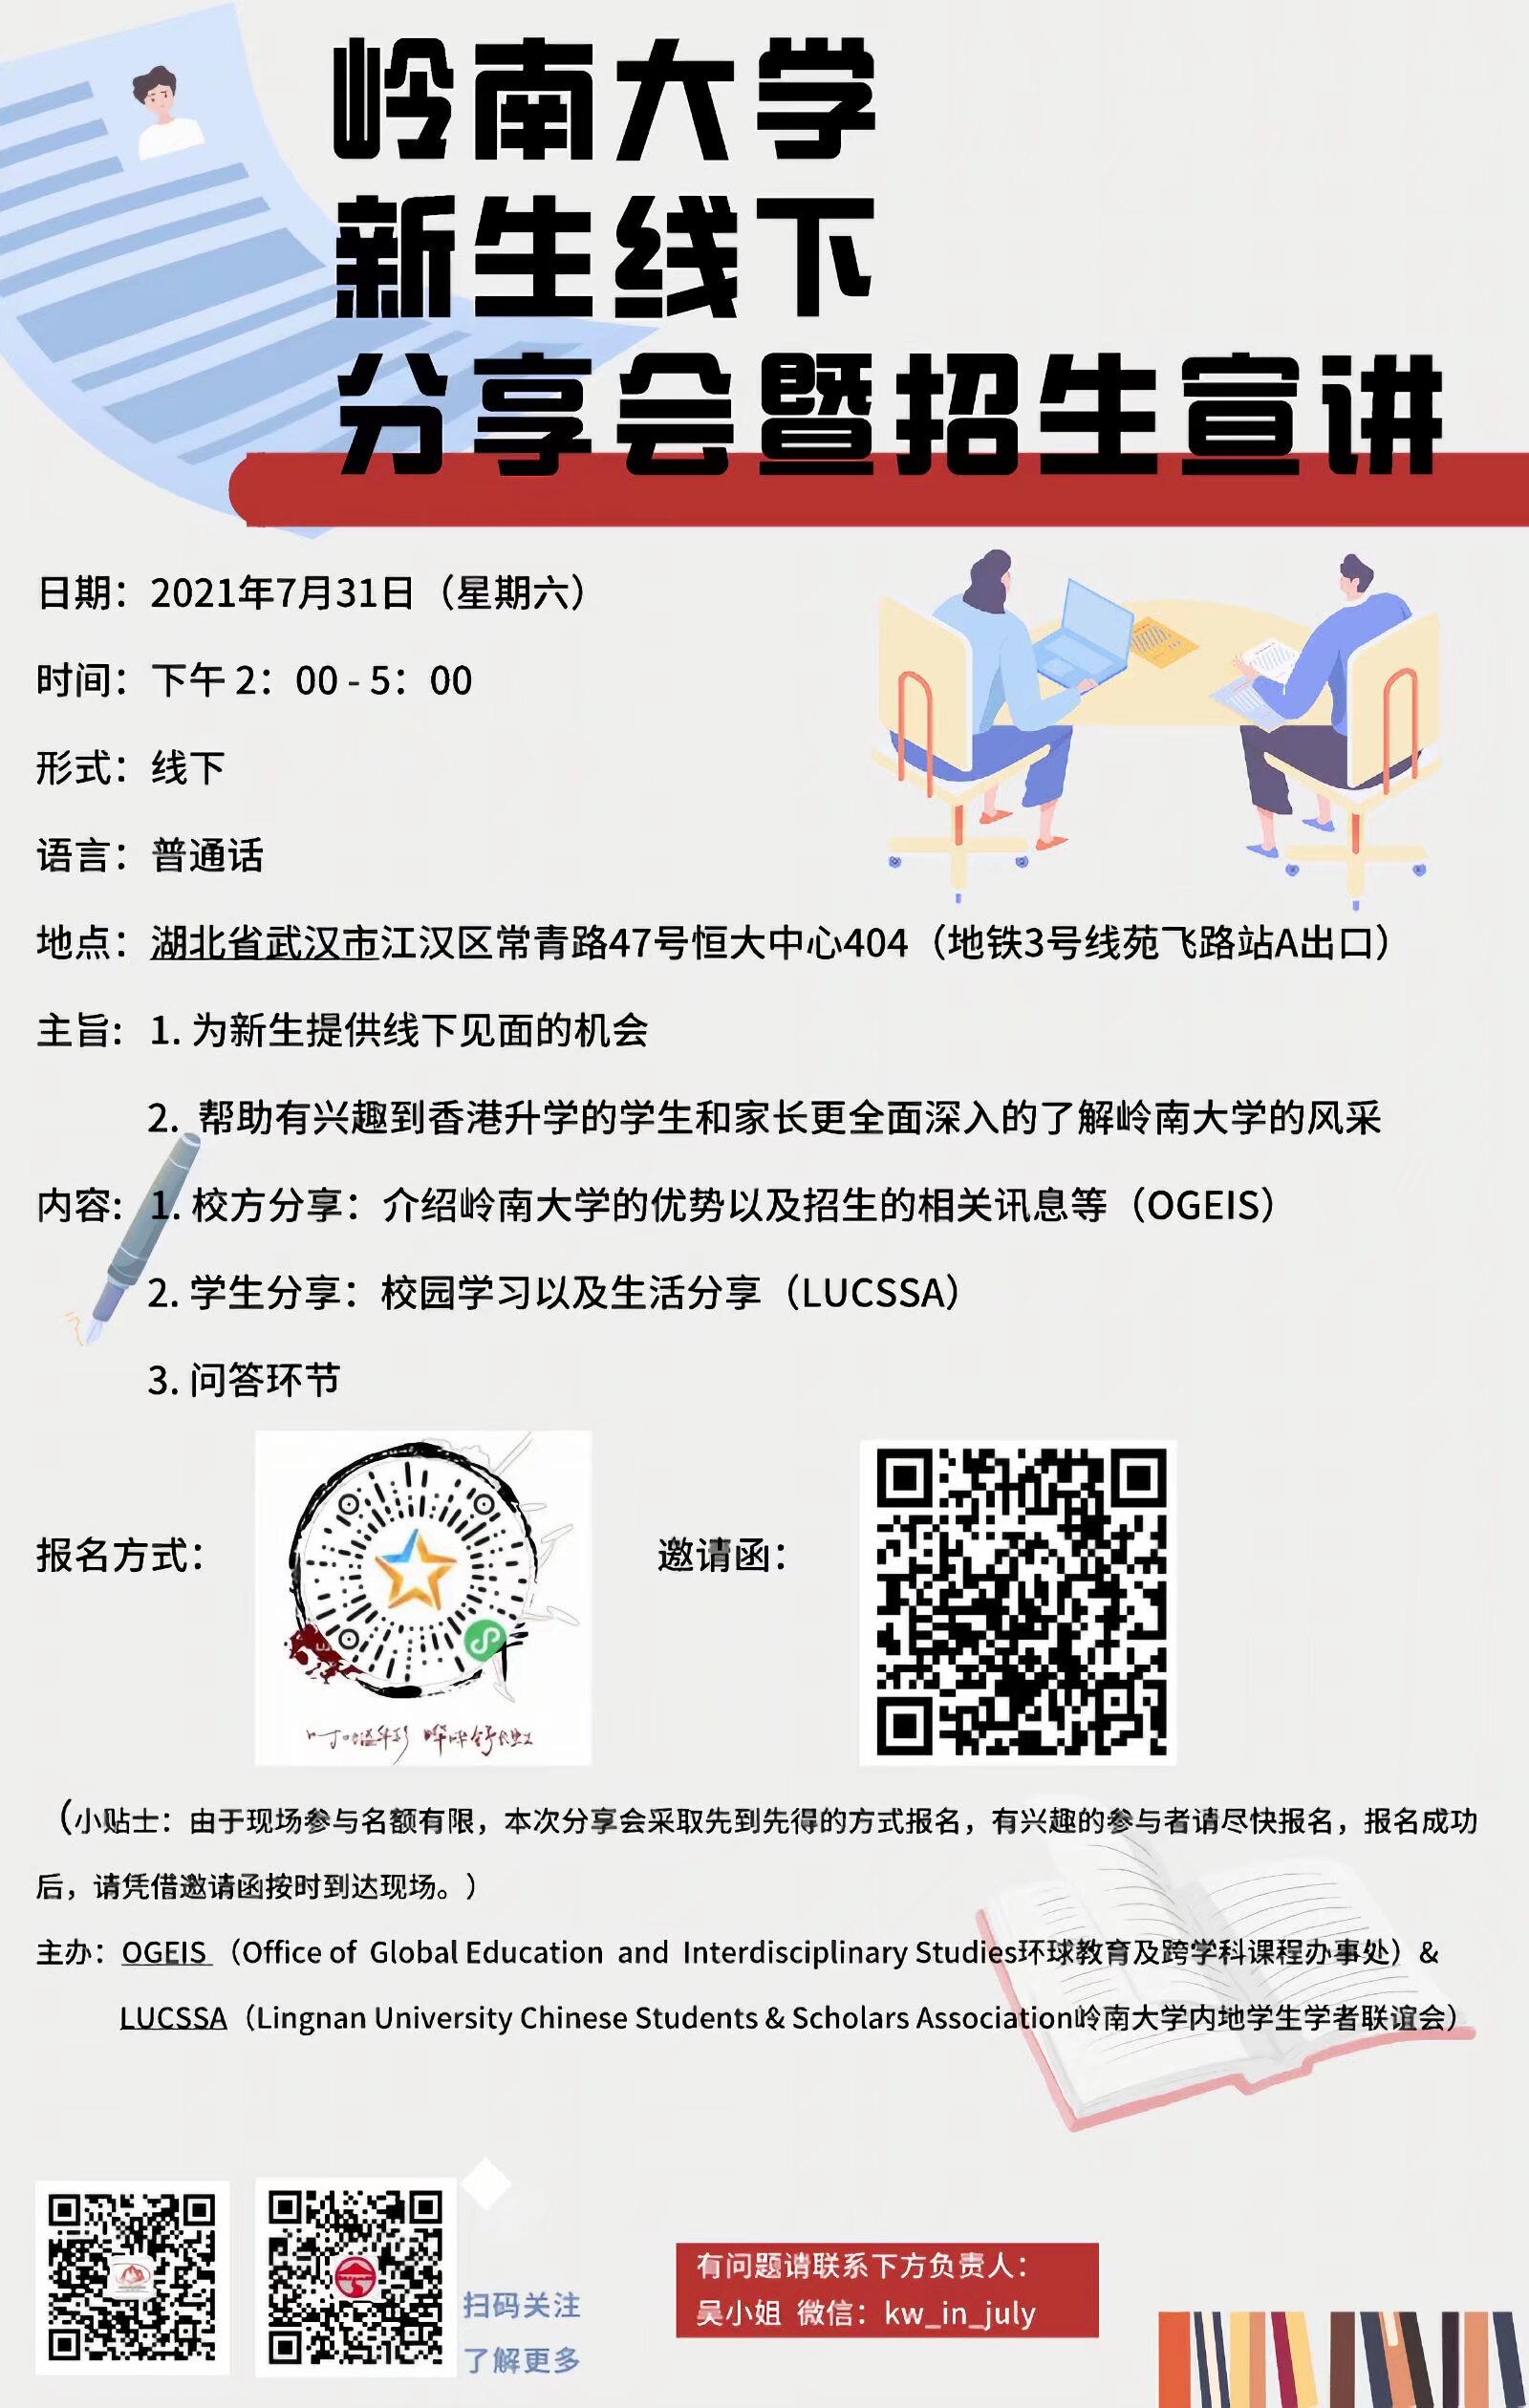 岭南大学
新生线下
分享会暨招生宣讲
日期：2021年7月31日（星期六）
时间：下午 2：00 - 5：00
形式：线下
语言：普通话
地点：湖北省武汉市江汉区常青路47号恒大中心404（地铁3号线苑飞路站A出口）
主旨：1. 为新生提供线下见面的机会
2. 帮助有兴趣到香港升学的学生和家长更全面深入的了解岭南大学的风采
内容：1. 校方分享：介绍岭南大学的优势以及招生的相关讯息等（OGEIS）
2. 学生分享：校园学习以及生活分享（LUCSSA）
3. 问答环节
报名方式：
邀请函：
（小贴士：由于现场参与名额有限，本次分享会采取先到先得的方式报名，有兴趣的参与者请尽快报名，报名成功
后，请凭借邀请函按时到达现场。）
主办：OGEIS （Office of Global Education and Interdisciplinary Studies环球教育及跨学科课程办事处）&
LUCSSA（Lingnan University Chinese Students & Scholars Association岭南大学内地学生学者联谊会）
扫码关注
了解更多
有问题请联系下方负责人：
吴小姐 微信：kw_in_july